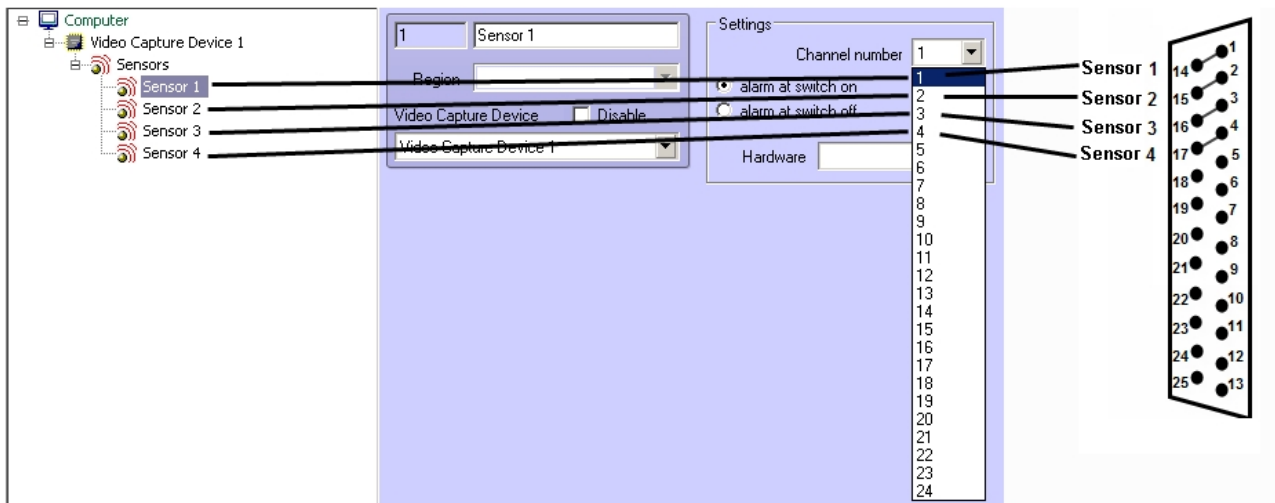 Computer
Video Capture Device 1
Sensors
Sensor 1
Sensor 2
Sensor 3
Sensor 4
1 Sensor 1
Region
Video Capture Device Disable
Video Capture Device 1
Settings
Channel number 1
alarm at switch on
alarm at switch off
Hardware
1
2
3
4
5
6
7
8
9
10
11
12
13
14
15
16
17
18
19
20
21
22
23
24
Sensor 1
Sensor 2
Sensor 3
Sensor 4
1
14
2
15
3
16
4
17
5
18
6
19
7
20
8
21
9
22
10
23
11
24
12
25
13